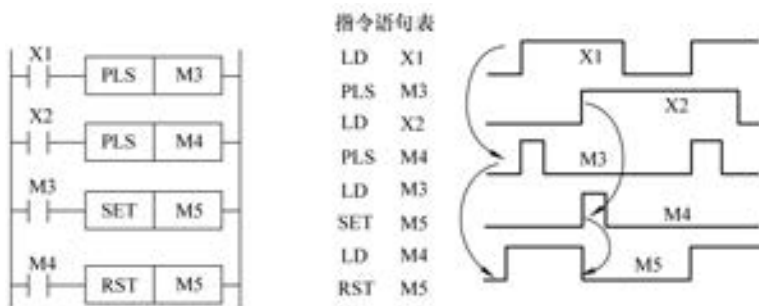 X1
PLS M3
X2
PLS M4
M3
SET M5
M4
RST M5
指令语句表
LD X1
PLS M3
LD X2
PLS M4
LD M3
SET M5
LD M4
RST M5
X1
X2
M3
M4
M5